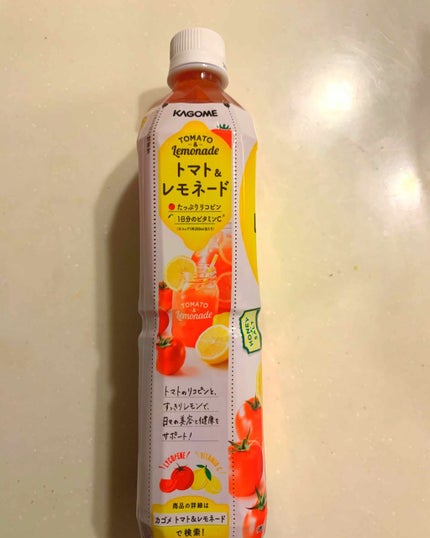 KAGOME
TOMATO
&
Lemonade
トマト&
レモネード
たっぷりリコピン
1日分のビタミンC
TOMATO
&
Lemonade
トマトのリコピンと、
すっきりレモンで、
日々の美容と健康を
サポート!
LYCOPENE! VITAMIN C
商品の詳細は
カゴメ トマト&レモネード
で検索!